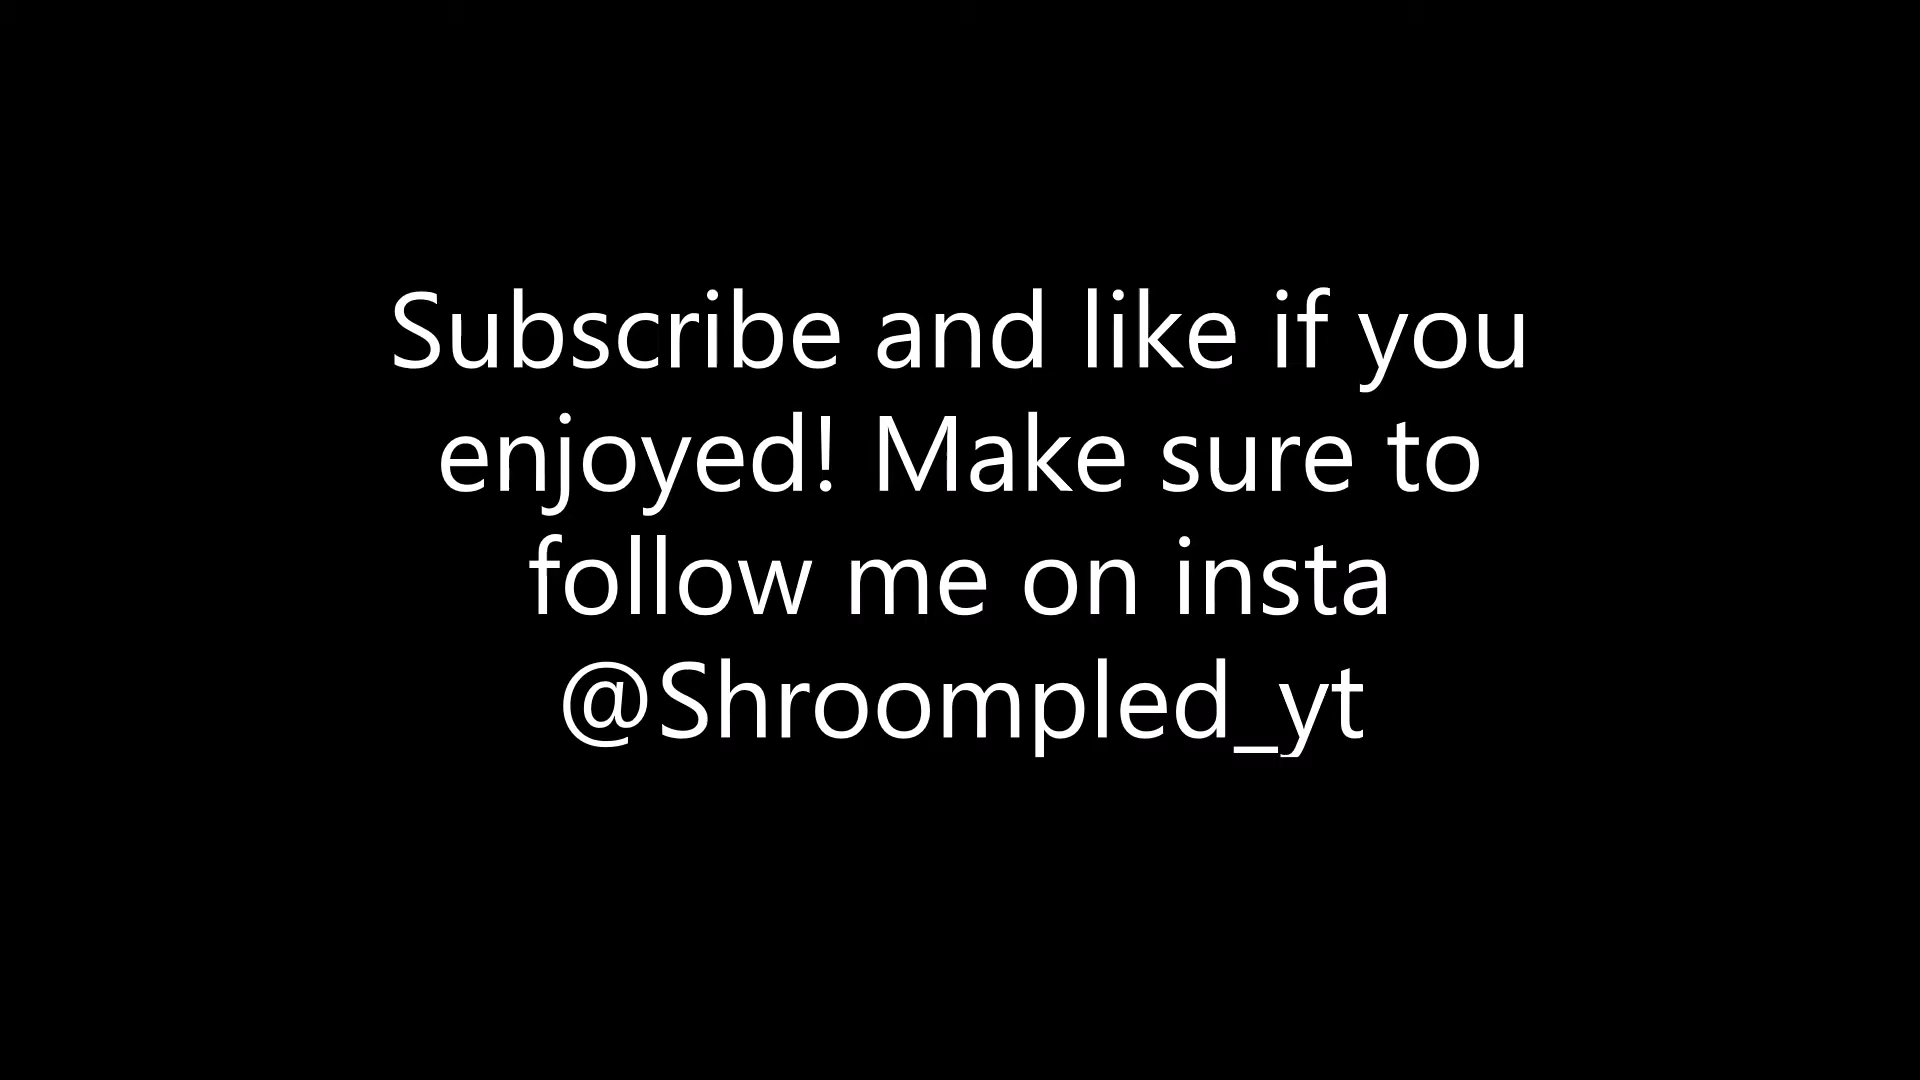 Subscribe and like if you
enjoyed! Make sure to
follow me on insta
@Shroompled_yt